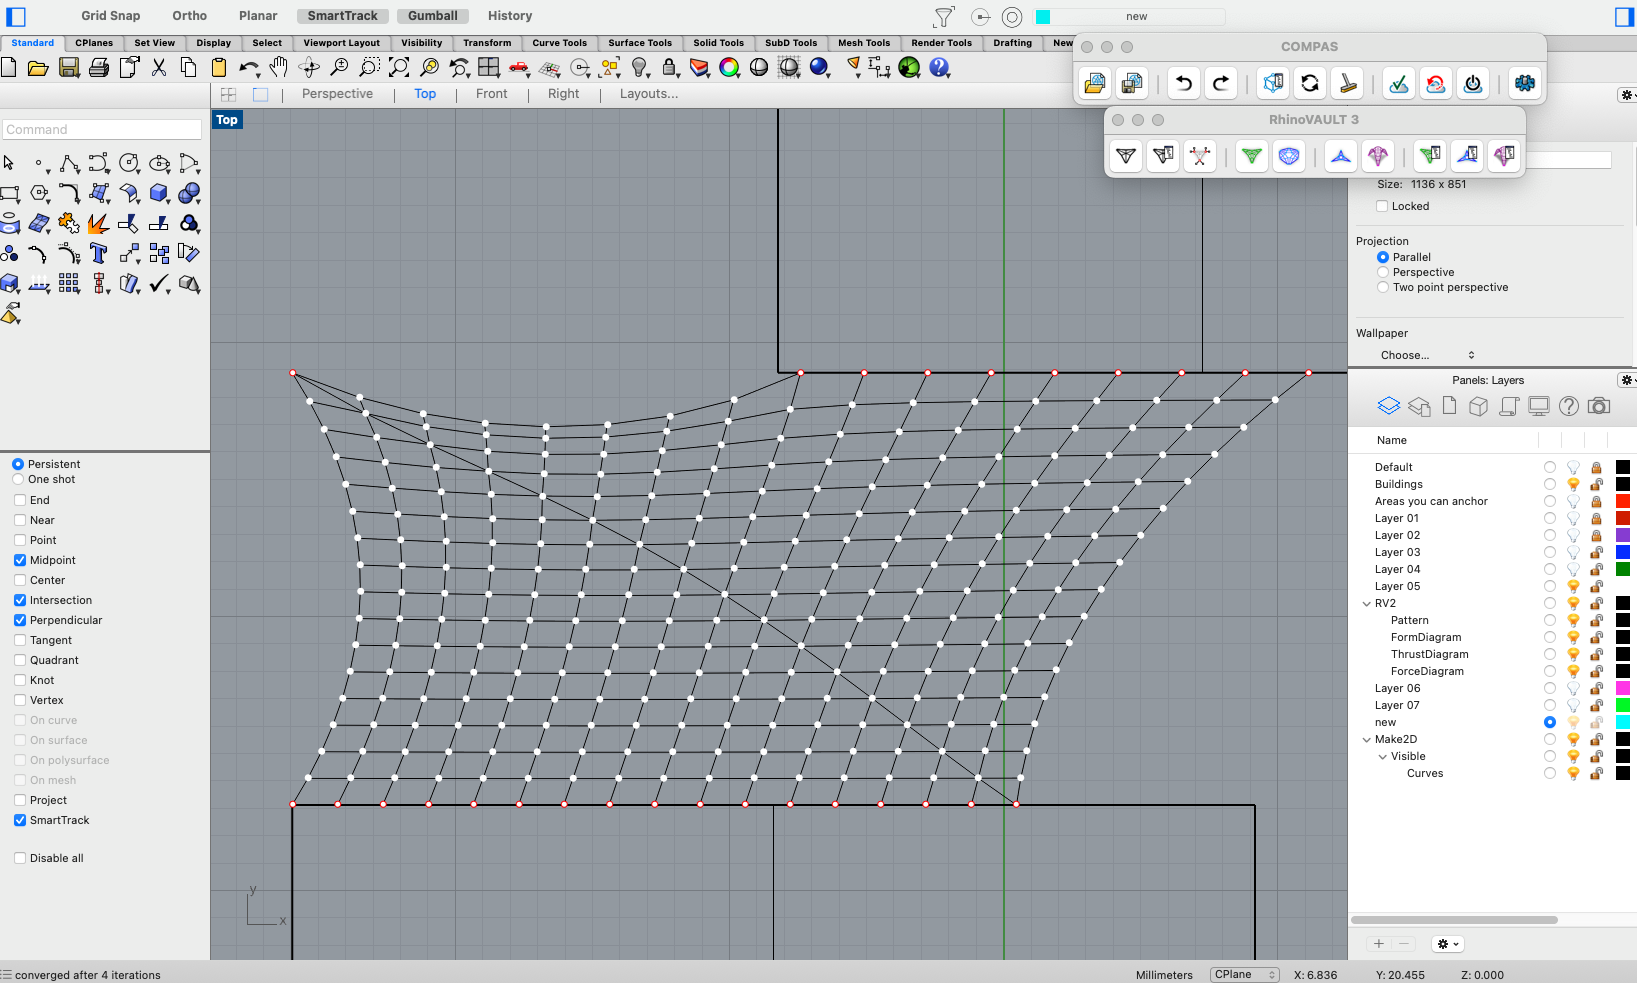 Grid Snap Ortho Planar SmartTrack Gumball History new
Standard CPlanes Set View Display Select Viewport Layout Visibility Transform Curve Tools Surface Tools Solid Tools SubD Tools Mesh Tools Render Tools Drafting New
COMPAS
Perspective Top Front Right Layouts...
Top
RhinoVAULT 3
Command
Size: 1136 x 851
Locked
Projection
Parallel
Perspective
Two point perspective
Wallpaper
Choose...
Panels: Layers
Name
Default
Buildings
Areas you can anchor
Layer 01
Layer 02
Layer 03
Layer 04
Layer 05
RV2
Pattern
FormDiagram
ThrustDiagram
ForceDiagram
Layer 06
Layer 07
new
Make2D
Visible
Curves
Persistent
One shot
End
Near
Point
Midpoint
Center
Intersection
Perpendicular
Tangent
Quadrant
Knot
Vertex
On curve
On surface
On polysurface
On mesh
Project
SmartTrack
Disable all
y
x
converged after 4 iterations Millimeters CPlane X: 6.836 Y: 20.455 Z: 0.000